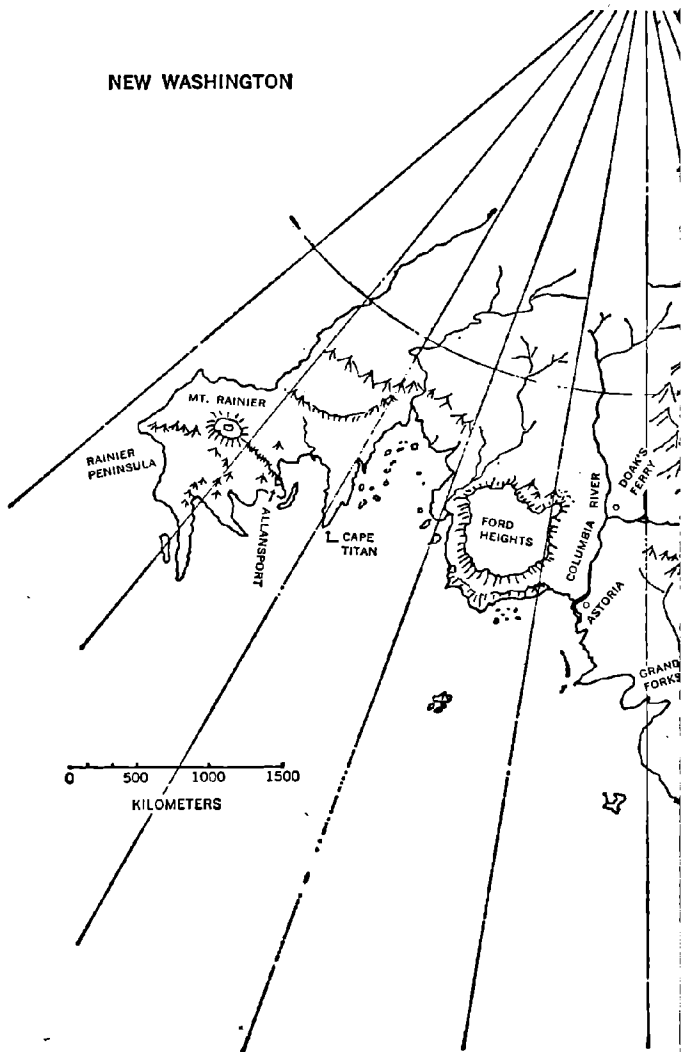 NEW WASHINGTON
MT. RAINIER
RAINIER
PENINSULA
ALLANSPORT
CAPE
TITAN
FORD
HEIGHTS
COLUMBIA RIVER
DOAK'S
FERRY
ASTORIA
GRAND
FORKS
0 500 1000 1500
KILOMETERS